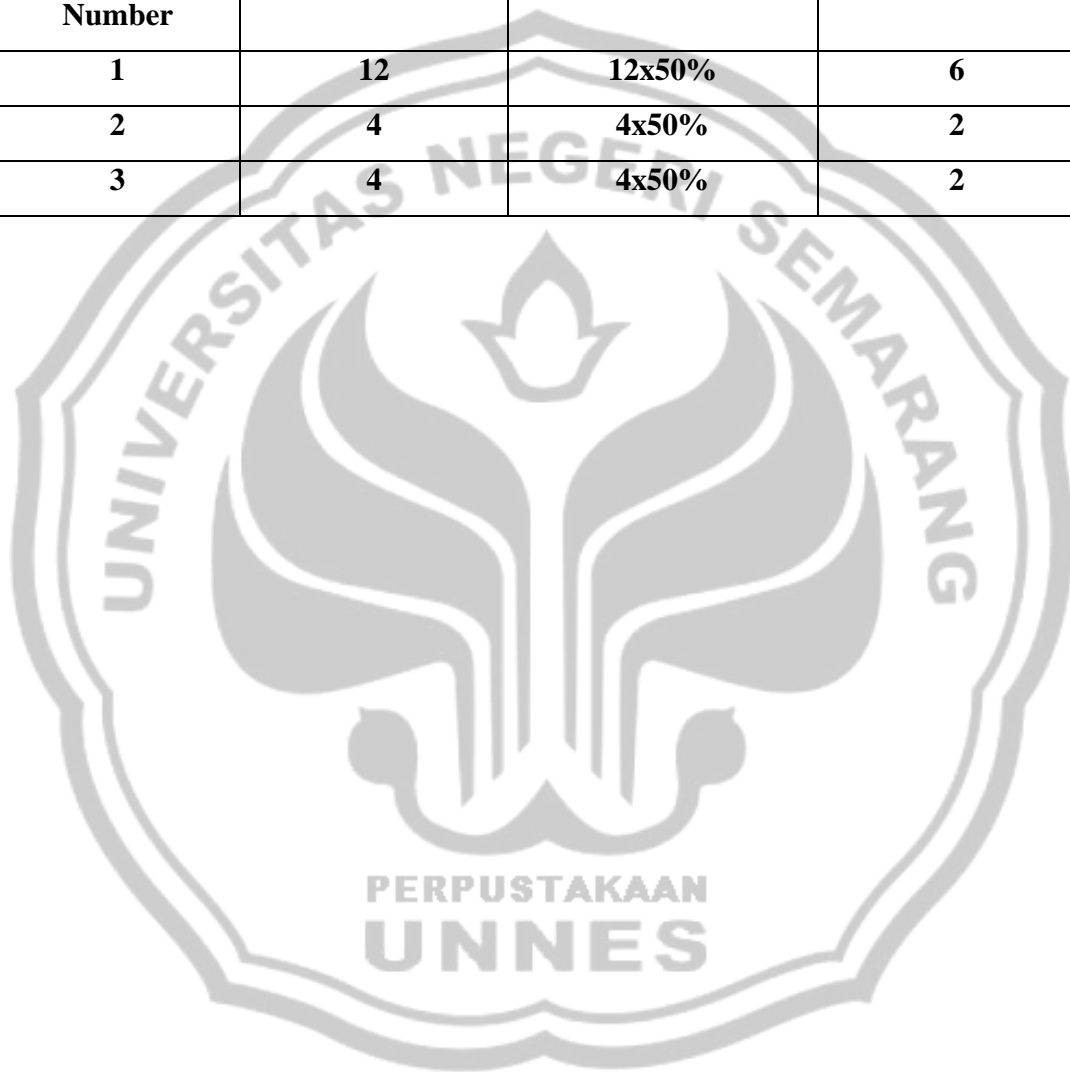 Number
1 12 12x50% 6
2 4 4x50% 2
3 4 4x50% 2
UNIVERSITAS NEGERI SEMARANG
PERPUSTAKAAN
UNNES